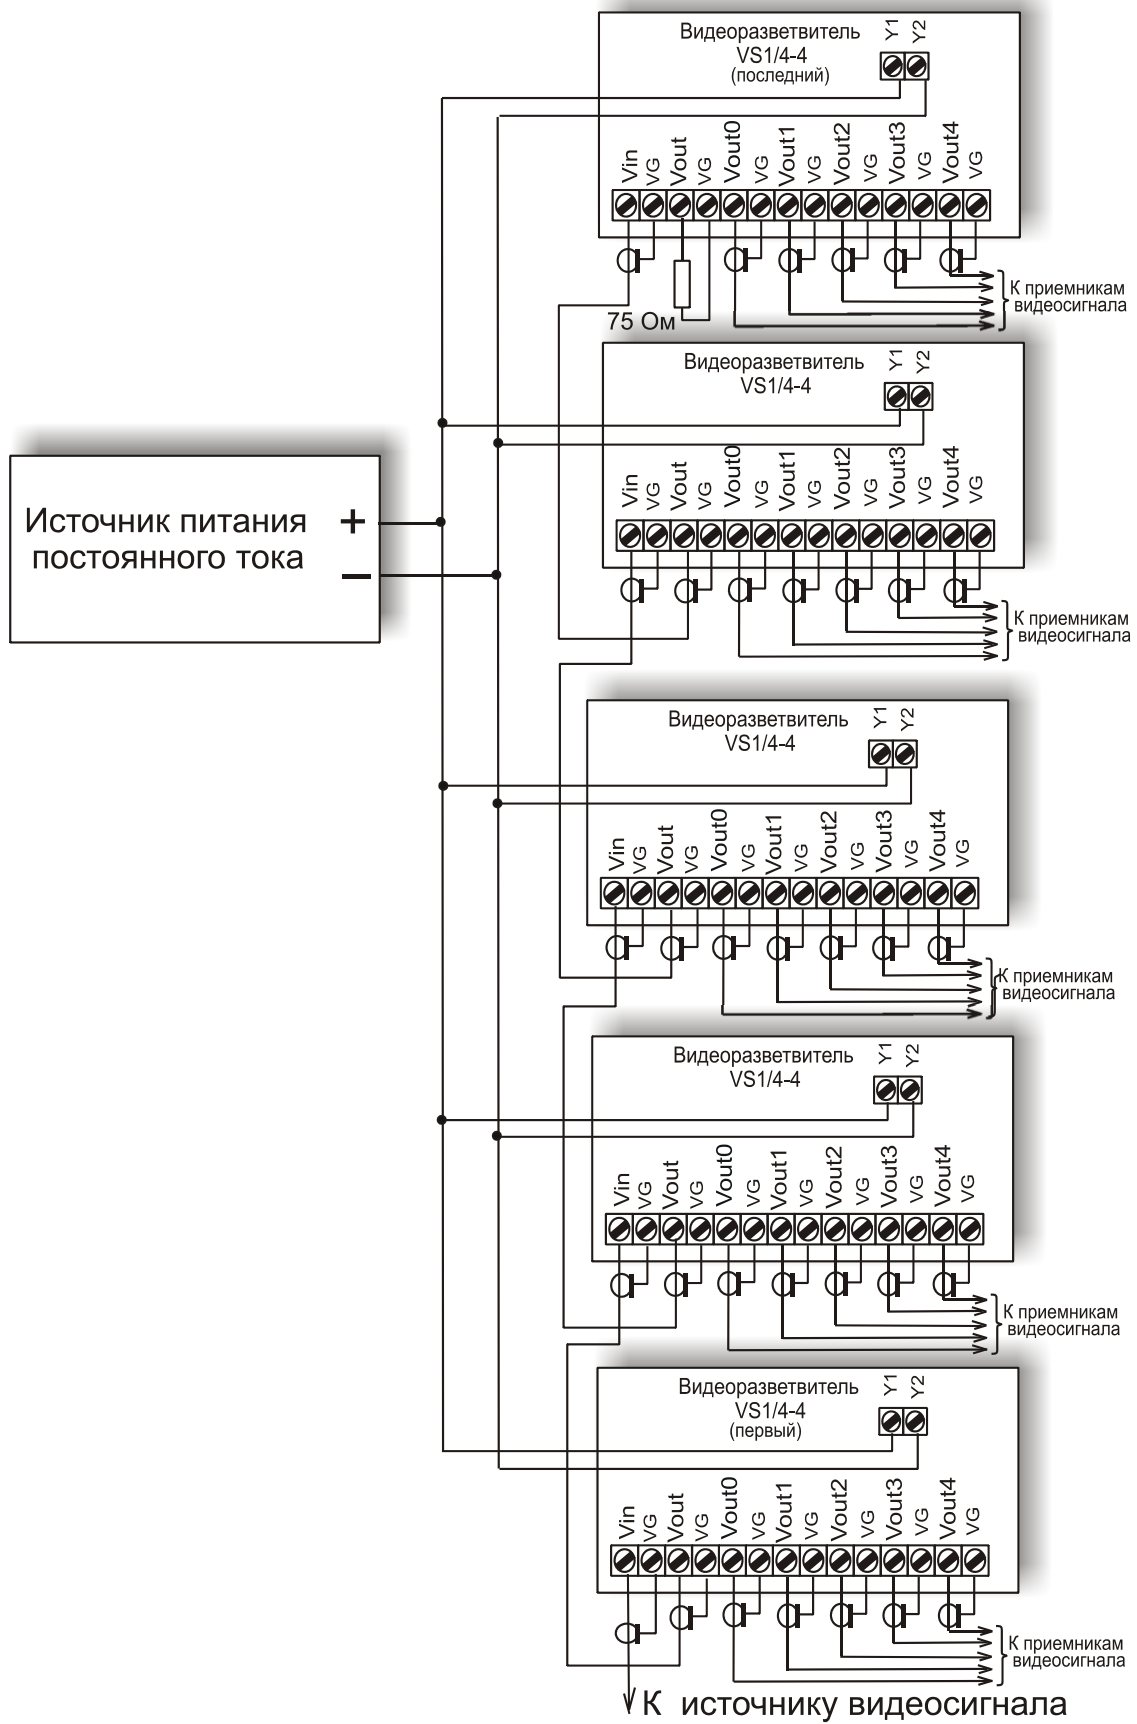 Видеоразветвитель
VS1/4-4
(последний)
Y1
Y2
Vin
VG
Vout
VG
Vout0
VG
Vout1
VG
Vout2
VG
Vout3
VG
Vout4
VG
75 Ом
К приемникам
видеосигнала
Видеоразветвитель
VS1/4-4
Y1
Y2
Vin
VG
Vout
VG
Vout0
VG
Vout1
VG
Vout2
VG
Vout3
VG
Vout4
VG
К приемникам
видеосигнала
Источник питания
постоянного тока
+
–
Видеоразветвитель
VS1/4-4
Y1
Y2
Vin
VG
Vout
VG
Vout0
VG
Vout1
VG
Vout2
VG
Vout3
VG
Vout4
VG
К приемникам
видеосигнала
Видеоразветвитель
VS1/4-4
Y1
Y2
Vin
VG
Vout
VG
Vout0
VG
Vout1
VG
Vout2
VG
Vout3
VG
Vout4
VG
К приемникам
видеосигнала
Видеоразветвитель
VS1/4-4
(первый)
Y1
Y2
Vin
VG
Vout
VG
Vout0
VG
Vout1
VG
Vout2
VG
Vout3
VG
Vout4
VG
К приемникам
видеосигнала
К источнику видеосигнала